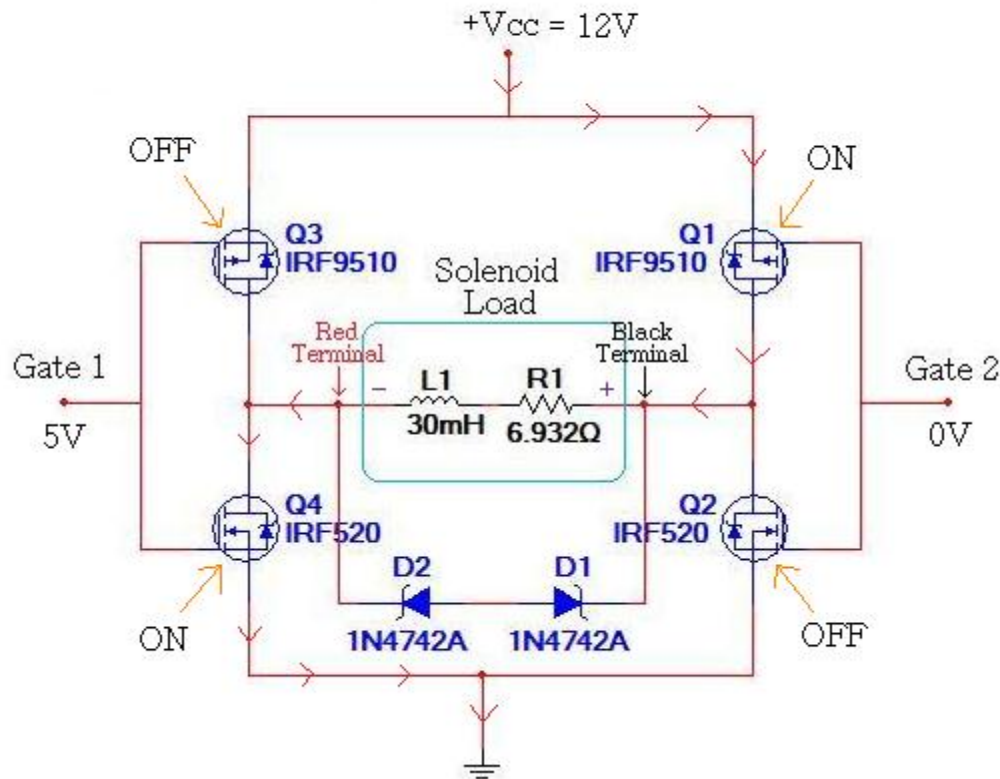 +Vcc = 12V
OFF
ON
Q3
IRF9510
Q1
IRF9510
Solenoid
Load
Red
Terminal
Black
Terminal
Gate 1
5V
Gate 2
0V
-
L1
30mH
R1
6.932Ω
+
Q4
IRF520
Q2
IRF520
D2
1N4742A
D1
1N4742A
ON
OFF